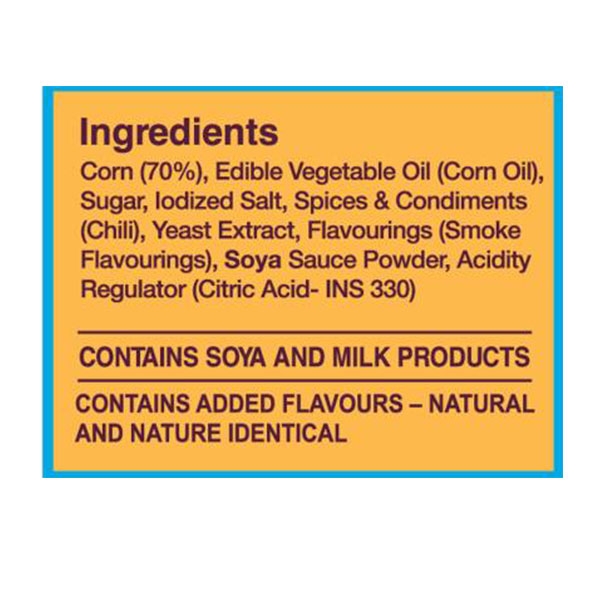 Ingredients
Corn (70%), Edible Vegetable Oil (Corn Oil),
Sugar, Iodized Salt, Spices & Condiments
(Chili), Yeast Extract, Flavourings (Smoke
Flavourings), Soya Sauce Powder, Acidity
Regulator (Citric Acid- INS 330)
CONTAINS SOYA AND MILK PRODUCTS
CONTAINS ADDED FLAVOURS – NATURAL
AND NATURE IDENTICAL